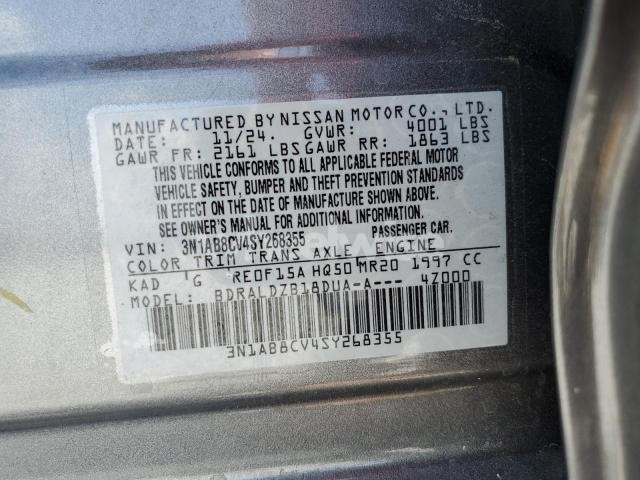 MANUFACTURED BY NISSAN MOTOR CO., LTD.
DATE: 11/24. GVWR: 4001 LBS
GAWR FR: 2161 LBS GAWR RR: 1863 LBS
THIS VEHICLE CONFORMS TO ALL APPLICABLE FEDERAL MOTOR
VEHICLE SAFETY, BUMPER AND THEFT PREVENTION STANDARDS
IN EFFECT ON THE DATE OF MANUFACTURE SHOWN ABOVE.
SEE OWNER'S MANUAL FOR ADDITIONAL INFORMATION.
VIN: 3N1AB8CV4SY268355 PASSENGER CAR.
COLOR TRIM TRANS AXLE ENGINE
KAD G RE0F15A HQ50 MR20 1997 CC
MODEL: BDRALDZB18DUA-A--- 4Z000
3N1AB8CV4SY268355